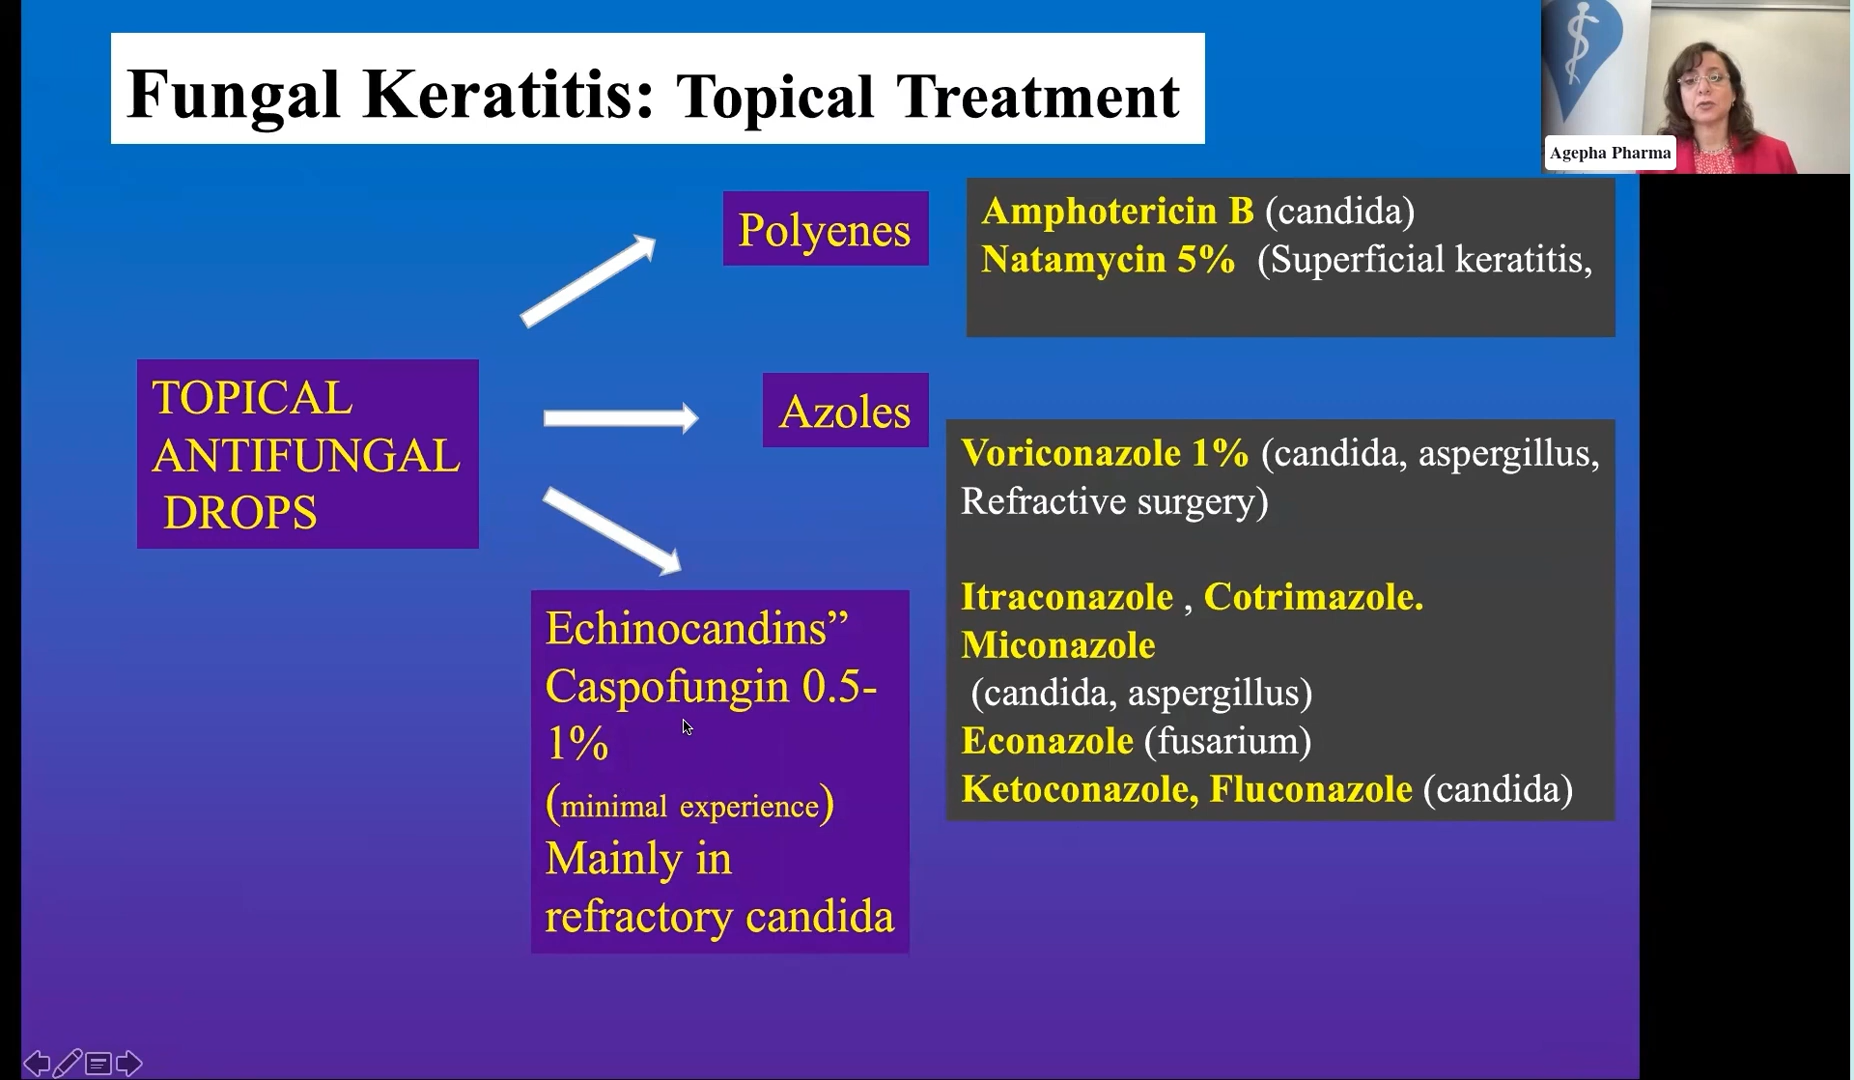 Fungal Keratitis: Topical Treatment
Agepha Pharma
Polyenes
Amphotericin B (candida)
Natamycin 5% (Superficial keratitis,
TOPICAL
ANTIFUNGAL
DROPS
Azoles
Voriconazole 1% (candida, aspergillus,
Refractive surgery)
Itraconazole , Cotrimazole.
Miconazole
(candida, aspergillus)
Econazole (fusarium)
Ketoconazole, Fluconazole (candida)
Echinocandins”
Caspofungin 0.5-
1%
(minimal experience)
Mainly in
refractory candida